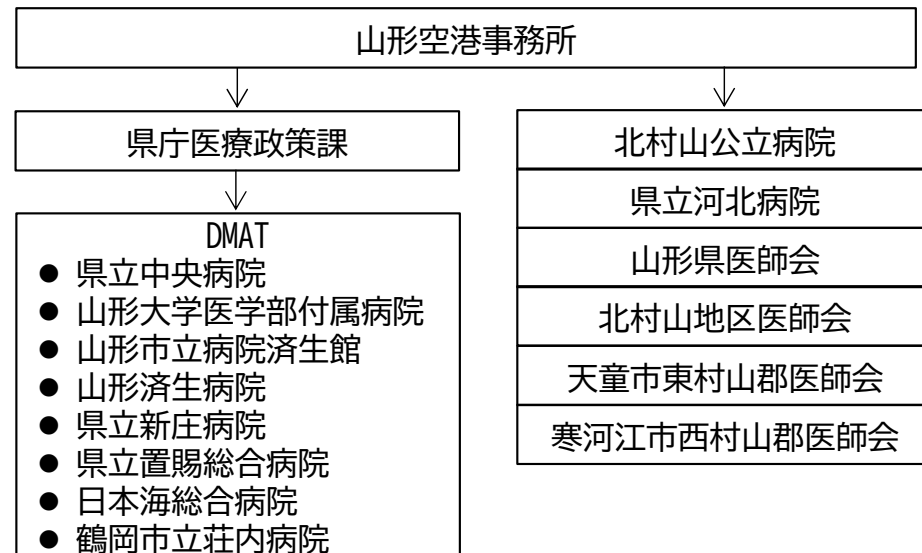 山形空港事務所
県庁医療政策課
DMAT
● 県立中央病院
● 山形大学医学部付属病院
● 山形市立病院済生館
● 山形済生病院
● 県立新庄病院
● 県立置賜総合病院
● 日本海総合病院
● 鶴岡市立荘内病院
北村山公立病院
県立河北病院
山形県医師会
北村山地区医師会
天童市東村山郡医師会
寒河江市西村山郡医師会